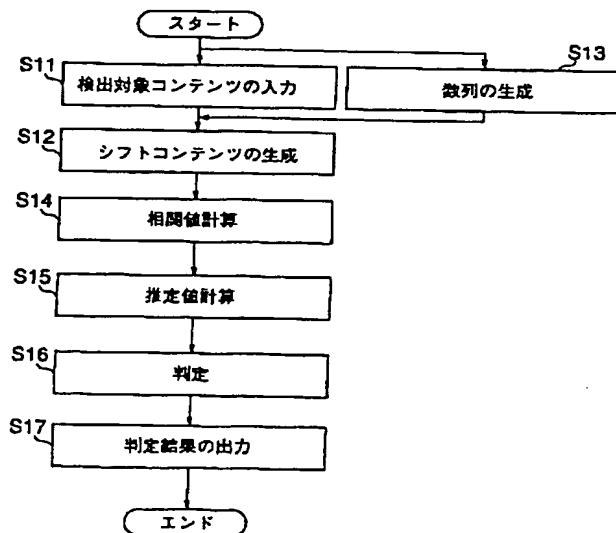 スタート
S11
検出対象コンテンツの入力
S13
数列の生成
S12
シフトコンテンツの生成
S14
相関値計算
S15
推定値計算
S16
判定
S17
判定結果の出力
エンド